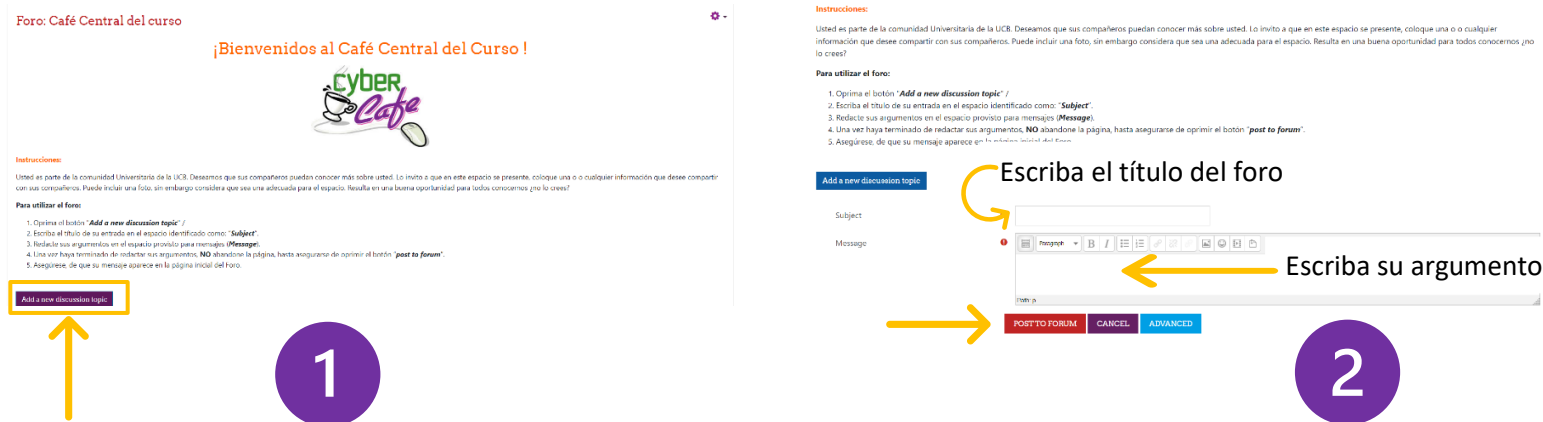 Foro: Café Central del curso
¡Bienvenidos al Café Central del Curso !
cyber
Cafe
Instrucciones:
Usted es parte de la comunidad Universitaria de la UCB. Deseamos que sus compañeros puedan conocer más sobre usted. Lo invito a que en este espacio se presente, coloque una o o cualquier información que desee compartir
con sus compañeros. Puede incluir una foto, sin embargo considera que sea una adecuada para el espacio. Resulta en una buena oportunidad para todos conocernos ¿no lo crees?
Para utilizar el foro:
1. Oprima el botón "Add a new discussion topic" /
2. Escriba el título de su entrada en el espacio identificado como: "Subject".
3. Redacte sus argumentos en el espacio provisto para mensajes (Message).
4. Una vez haya terminado de redactar sus argumentos, NO abandone la página, hasta asegurarse de oprimir el botón "post to forum".
5. Asegúrese, de que su mensaje aparece en la página inicial del Foro.
Add a new discussion topic
1
Instrucciones:
Usted es parte de la comunidad Universitaria de la UCB. Deseamos que sus compañeros puedan conocer más sobre usted. Lo invito a que en este espacio se presente, coloque una o o cualquier
información que desee compartir con sus compañeros. Puede incluir una foto, sin embargo considera que sea una adecuada para el espacio. Resulta en una buena oportunidad para todos conocernos ¿no
lo crees?
Para utilizar el foro:
1. Oprima el botón "Add a new discussion topic" /
2. Escriba el título de su entrada en el espacio identificado como: "Subject".
3. Redacte sus argumentos en el espacio provisto para mensajes (Message).
4. Una vez haya terminado de redactar sus argumentos, NO abandone la página, hasta asegurarse de oprimir el botón "post to forum".
5. Asegúrese, de que su mensaje aparece en la página inicial del Foro.
Escriba el título del foro
Add a new discussion topic
Subject
Message
Paragraph
B I
Escriba su argumento
Path: p
POST TO FORUM CANCEL ADVANCED
2